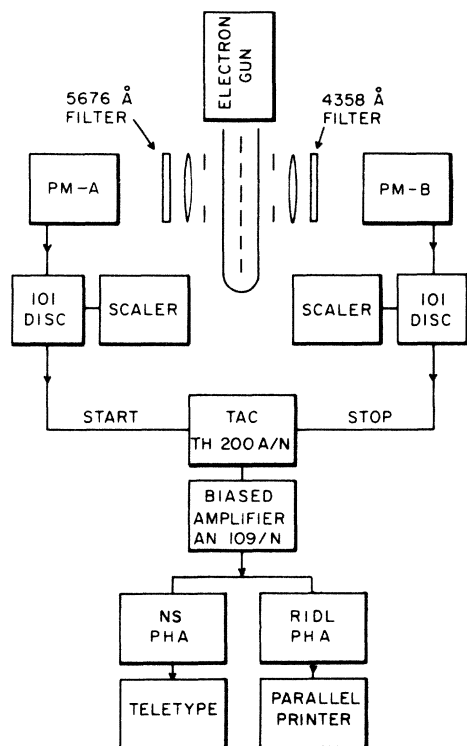 ELECTRON
GUN
5676 Å
FILTER
4358 Å
FILTER
PM-A
PM-B
101
DISC
SCALER
SCALER
101
DISC
START
TAC
TH 200 A/N
STOP
BIASED
AMPLIFIER
AN 109/N
NS
PHA
RIDL
PHA
TELETYPE
PARALLEL
PRINTER